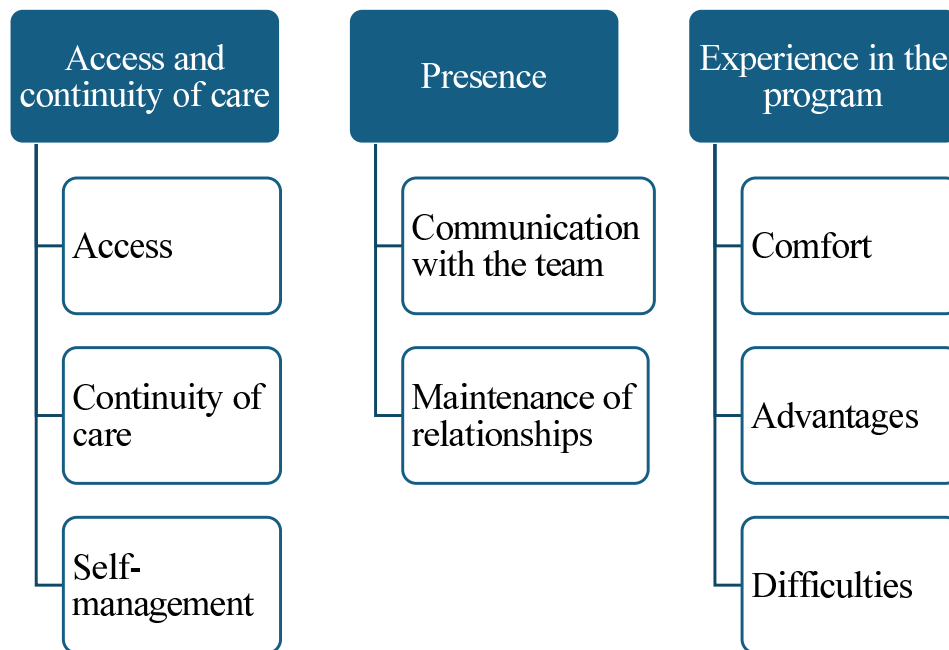 Access and
continuity of care
Access
Continuity of
care
Self-
management
Presence
Communication
with the team
Maintenance of
relationships
Experience in the
program
Comfort
Advantages
Difficulties